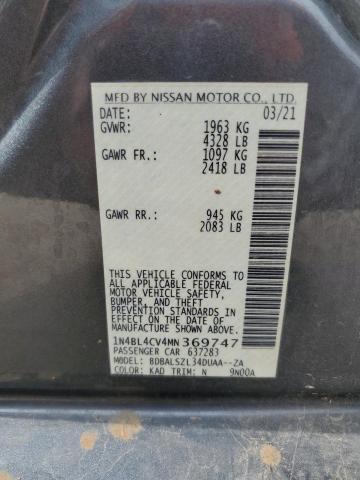 MFD BY NISSAN MOTOR CO., LTD.
DATE: 03/21
GVWR: 1963 KG
4328 LB
GAWR FR.: 1097 KG
2418 LB
GAWR RR.: 945 KG
2083 LB
THIS VEHICLE CONFORMS TO
ALL APPLICABLE FEDERAL
MOTOR VEHICLE SAFETY,
BUMPER, AND THEFT
PREVENTION STANDARDS
IN EFFECT ON THE DATE OF
MANUFACTURE SHOWN ABOVE.
1N4BL4CV4MN369747
PASSENGER CAR 637283
MODEL: BDBALSZL34DUAA--ZA
COLOR: KAD TRIM: N 9N00A